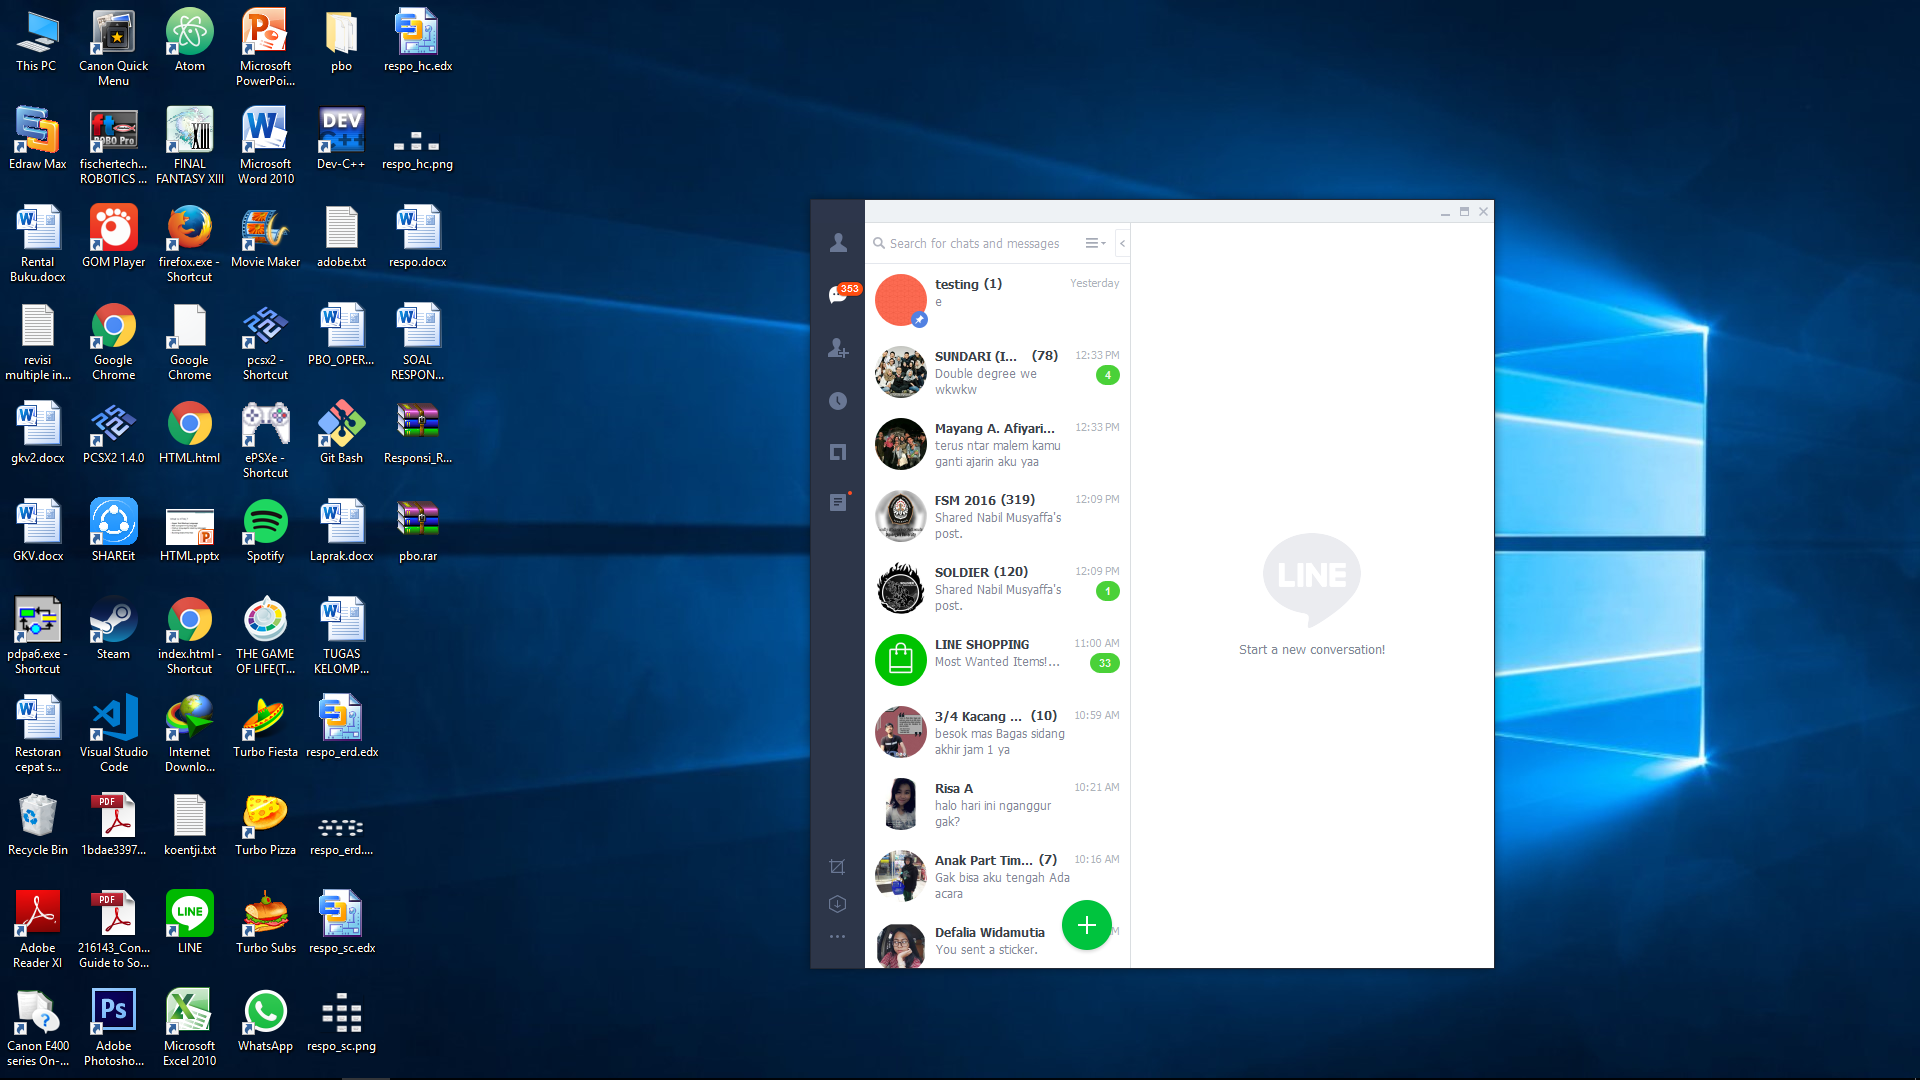 This PC
Canon Quick
Menu
Atom
Microsoft
PowerPoi...
pbo
respo_hc.edx
Edraw Max
fischertech...
ROBOTICS ...
FINAL
FANTASY XIII
Microsoft
Word 2010
Dev-C++
respo_hc.png
Rental
Buku.docx
GOM Player
firefox.exe -
Shortcut
Movie Maker
adobe.txt
respo.docx
revisi
multiple in...
Google
Chrome
Google
Chrome
pcsx2 -
Shortcut
PBO_OPER...
SOAL
RESPON...
gkv2.docx
PCSX2 1.4.0
HTML.html
ePSXe -
Shortcut
Git Bash
Responsi_R...
GKV.docx
SHAREit
HTML.pptx
Spotify
Laprak.docx
pbo.rar
pdpa6.exe -
Shortcut
Steam
index.html -
Shortcut
THE GAME
OF LIFE(T...
TUGAS
KELOMP...
Restoran
cepat s...
Visual Studio
Code
Internet
Downlo...
Turbo Fiesta
respo_erd.edx
Recycle Bin
1bdae3397...
koentji.txt
Turbo Pizza
respo_erd....
Adobe
Reader XI
216143_Con...
Guide to So...
LINE
Turbo Subs
respo_sc.edx
Canon E400
series On-...
Adobe
Photosho...
Microsoft
Excel 2010
WhatsApp
respo_sc.png
353
Search for chats and messages
testing (1)
Yesterday
e
SUNDARI (I... (78)
12:33 PM
Double degree we
wkwkw
4
Mayang A. Afiyari...
12:33 PM
terus ntar malem kamu
ganti ajarin aku yaa
FSM 2016 (319)
12:09 PM
Shared Nabil Musyaffa's
post.
SOLDIER (120)
12:09 PM
Shared Nabil Musyaffa's
post.
1
LINE SHOPPING
11:00 AM
Most Wanted Items!...
33
3/4 Kacang ... (10)
10:59 AM
besok mas Bagas sidang
akhir jam 1 ya
Risa A
10:21 AM
halo hari ini nganggur
gak?
Anak Part Tim... (7)
10:16 AM
Gak bisa aku tengah Ada
acara
Defalia Widamutia
You sent a sticker.
LINE
Start a new conversation!